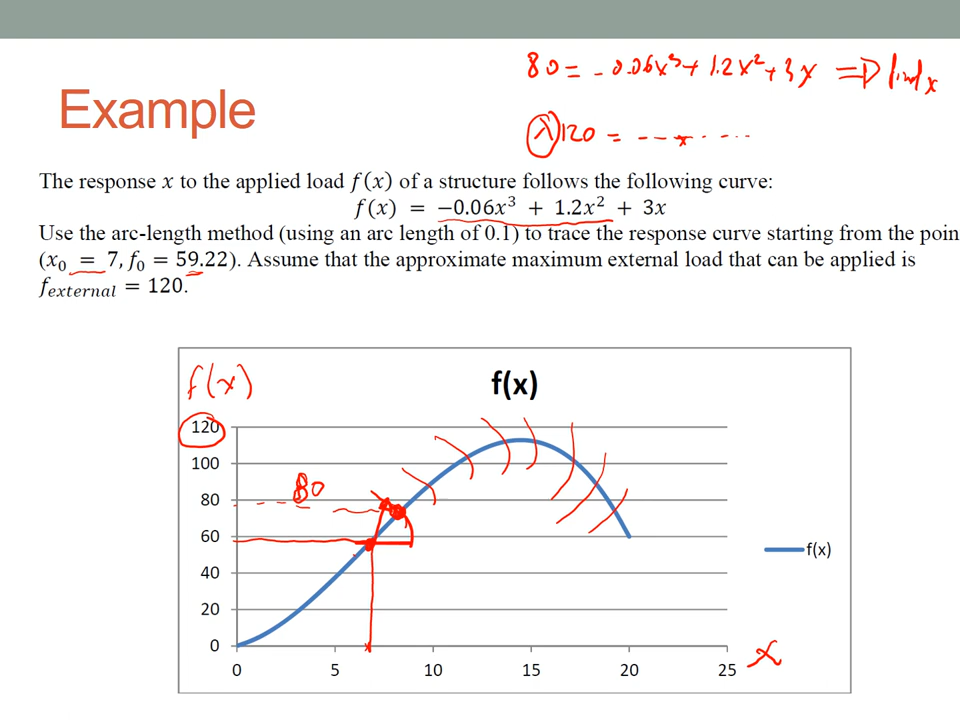 80 = -0.06x³ + 1.2x² + 3x ⇒ find x
Example
λ120 = - - x - - -
The response x to the applied load f(x) of a structure follows the following curve:
f(x) = −0.06x³ + 1.2x² + 3x
Use the arc-length method (using an arc length of 0.1) to trace the response curve starting from the poin
(x₀ = 7, f₀ = 59.22). Assume that the approximate maximum external load that can be applied is
f_external = 120.
f(x)
f(x)
120
100
80
80
60
40
20
0
f(x)
0 5 10 15 20 25
x